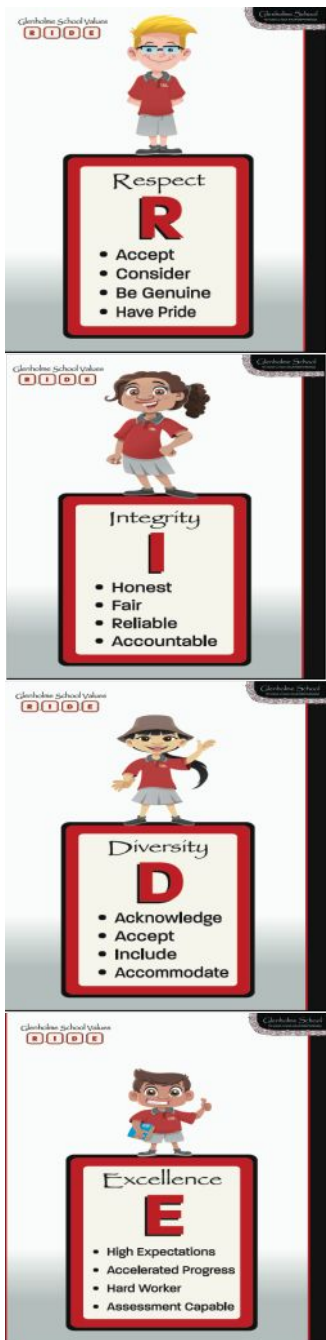 Glenholme School Values
R I D E
Glenholme School
Respect
R
• Accept
• Consider
• Be Genuine
• Have Pride
Glenholme School Values
R I D E
Glenholme School
Integrity
I
• Honest
• Fair
• Reliable
• Accountable
Glenholme School Values
R I D E
Glenholme School
Diversity
D
• Acknowledge
• Accept
• Include
• Accommodate
Glenholme School Values
R I D E
Glenholme School
Excellence
E
• High Expectations
• Accelerated Progress
• Hard Worker
• Assessment Capable